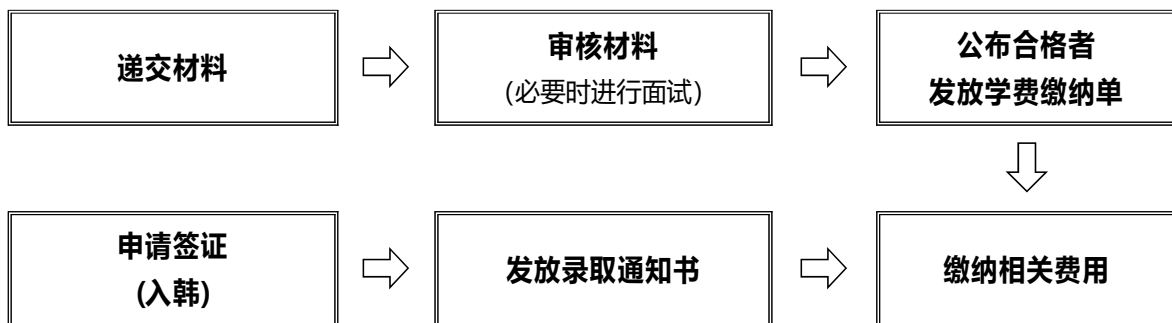 递交材料
审核材料
(必要时进行面试)
公布合格者
发放学费缴纳单
申请签证
(入韩)
发放录取通知书
缴纳相关费用